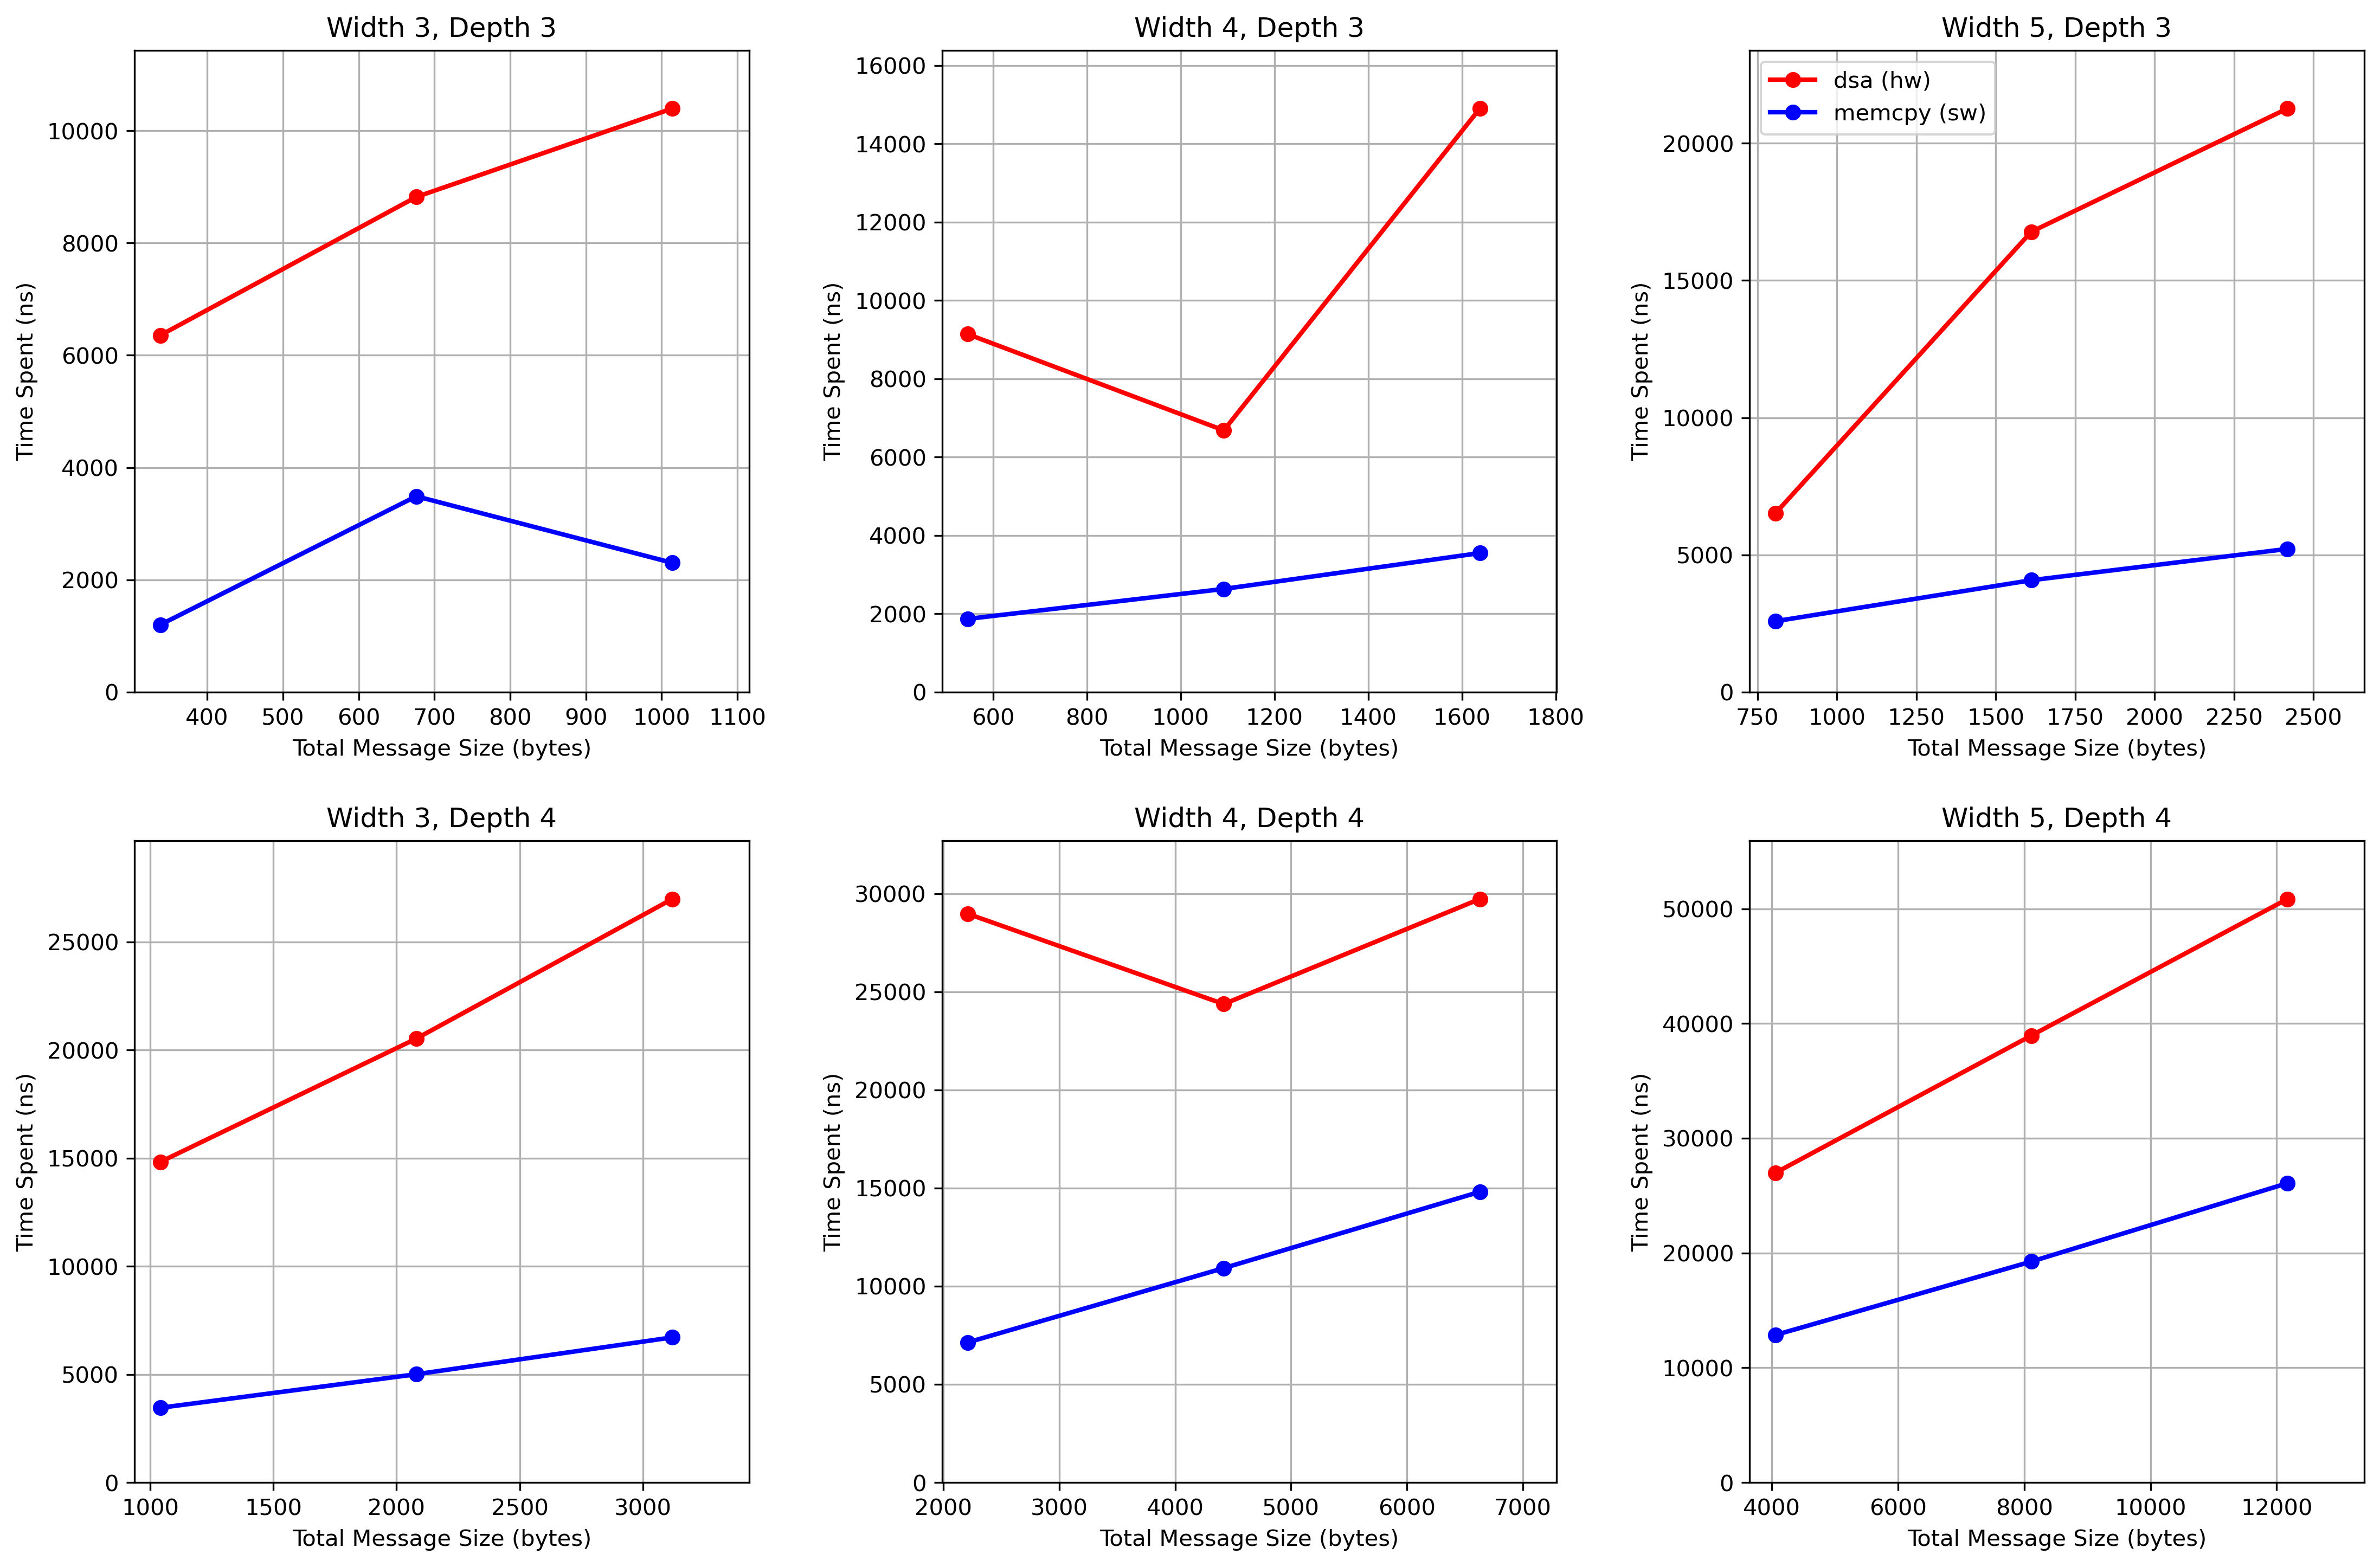 Width 3, Depth 3
10000
8000
6000
4000
2000
0
Time Spent (ns)
400 500 600 700 800 900 1000 1100
Total Message Size (bytes)
Width 4, Depth 3
16000
14000
12000
10000
8000
6000
4000
2000
0
Time Spent (ns)
600 800 1000 1200 1400 1600 1800
Total Message Size (bytes)
Width 5, Depth 3
dsa (hw)
memcpy (sw)
20000
15000
10000
5000
0
Time Spent (ns)
750 1000 1250 1500 1750 2000 2250 2500
Total Message Size (bytes)
Width 3, Depth 4
25000
20000
15000
10000
5000
0
Time Spent (ns)
1000 1500 2000 2500 3000
Total Message Size (bytes)
Width 4, Depth 4
30000
25000
20000
15000
10000
5000
0
Time Spent (ns)
2000 3000 4000 5000 6000 7000
Total Message Size (bytes)
Width 5, Depth 4
50000
40000
30000
20000
10000
0
Time Spent (ns)
4000 6000 8000 10000 12000
Total Message Size (bytes)